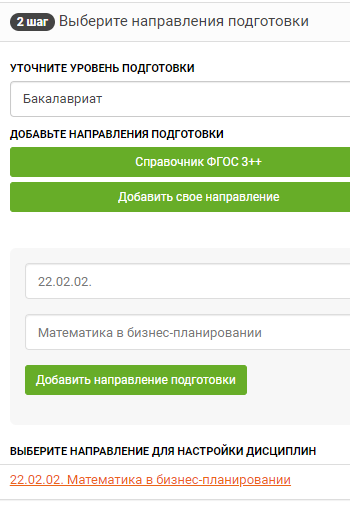 2 шаг Выберите направления подготовки
УТОЧНИТЕ УРОВЕНЬ ПОДГОТОВКИ
Бакалавриат
ДОБАВЬТЕ НАПРАВЛЕНИЯ ПОДГОТОВКИ
Справочник ФГОС 3++
Добавить свое направление
22.02.02.
Математика в бизнес-планировании
Добавить направление подготовки
ВЫБЕРИТЕ НАПРАВЛЕНИЕ ДЛЯ НАСТРОЙКИ ДИСЦИПЛИН
22.02.02. Математика в бизнес-планировании